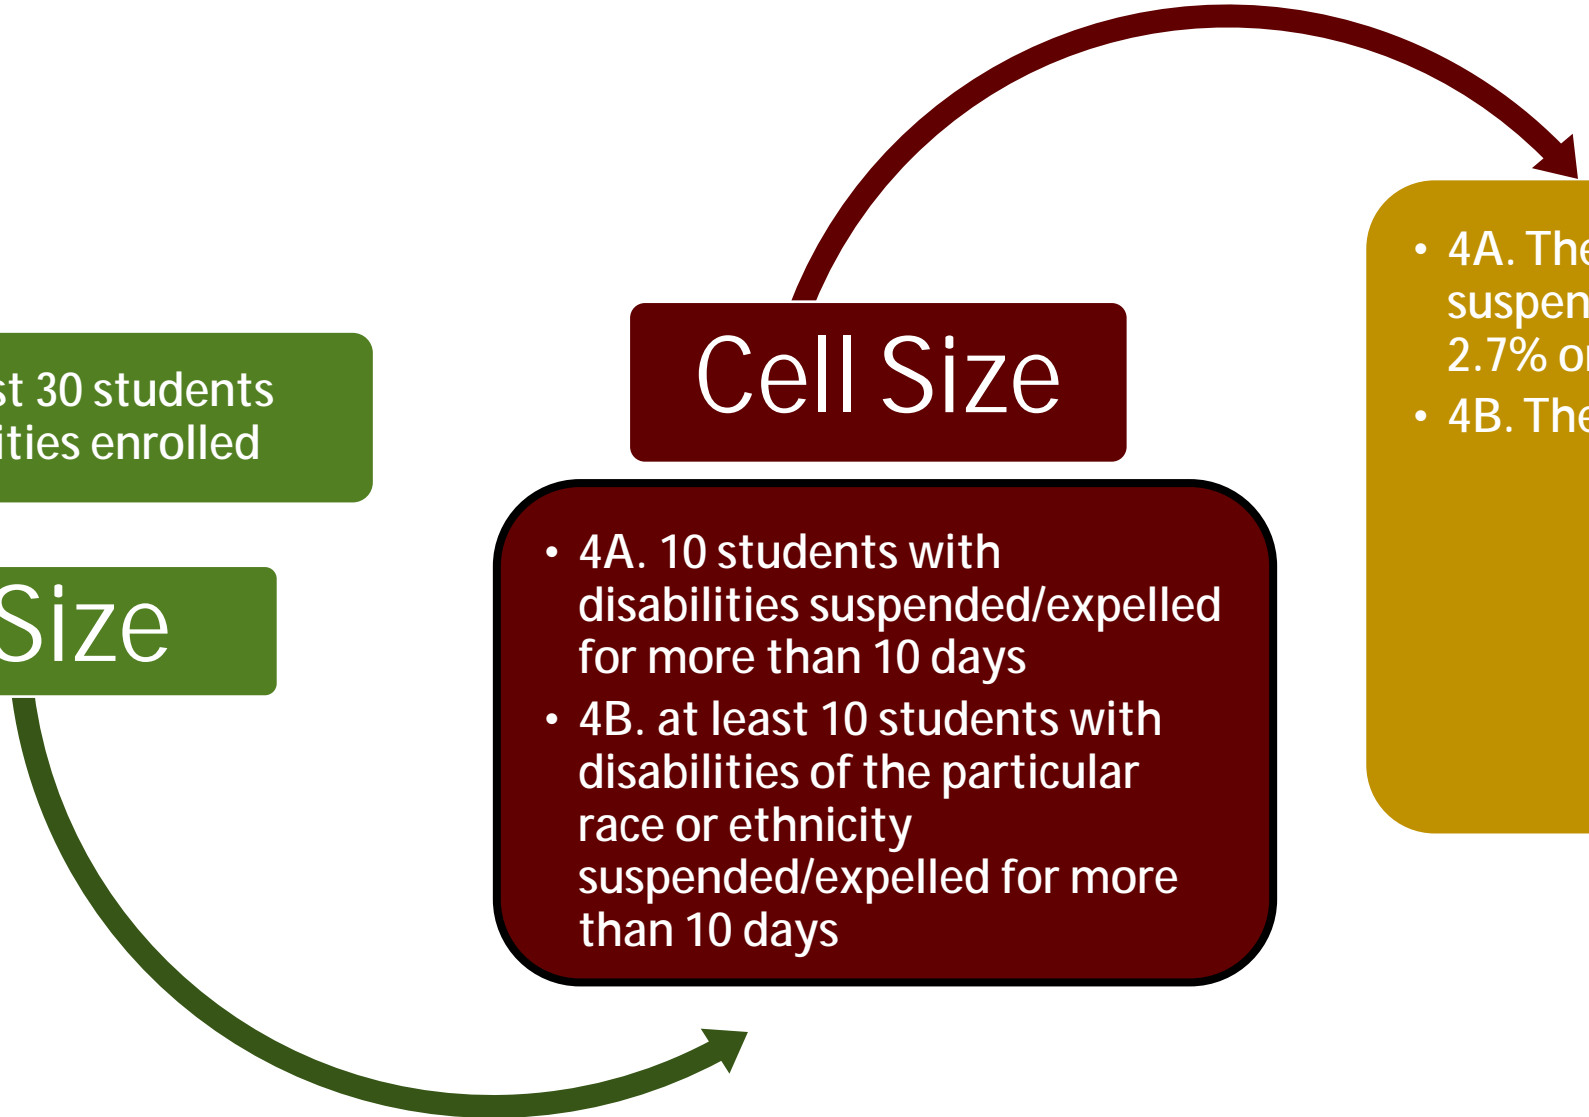 30 students
enrolled
Size
Cell Size
• 4A. 10 students with
disabilities suspended/expelled
for more than 10 days
• 4B. at least 10 students with
disabilities of the particular
race or ethnicity
suspended/expelled for more
than 10 days
• 4A. The
2.7%
• 4B. The